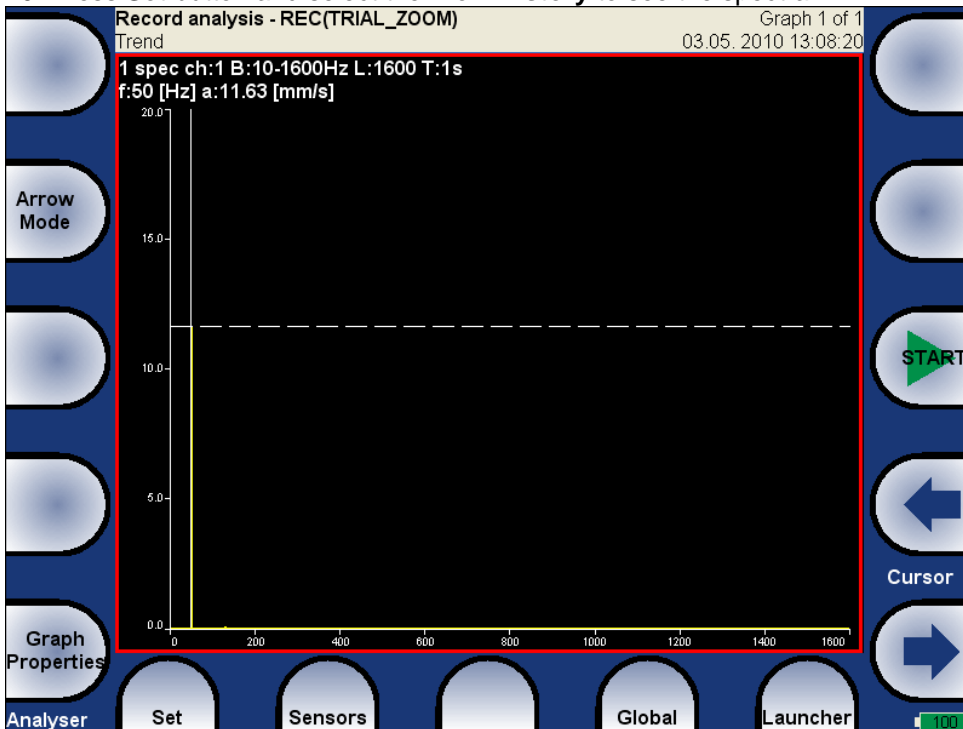 Record analysis - REC(TRIAL_ZOOM)
Graph 1 of 1
Trend
03.05. 2010 13:08:20
1 spec ch:1 B:10-1600Hz L:1600 T:1s
f:50 [Hz] a:11.63 [mm/s]
20.0
15.0
10.0
5.0
0.0
0 200 400 600 800 1000 1200 1400 1600
Arrow
Mode
START
Cursor
Graph
Properties
Analyser
Set
Sensors
Global
Launcher
100